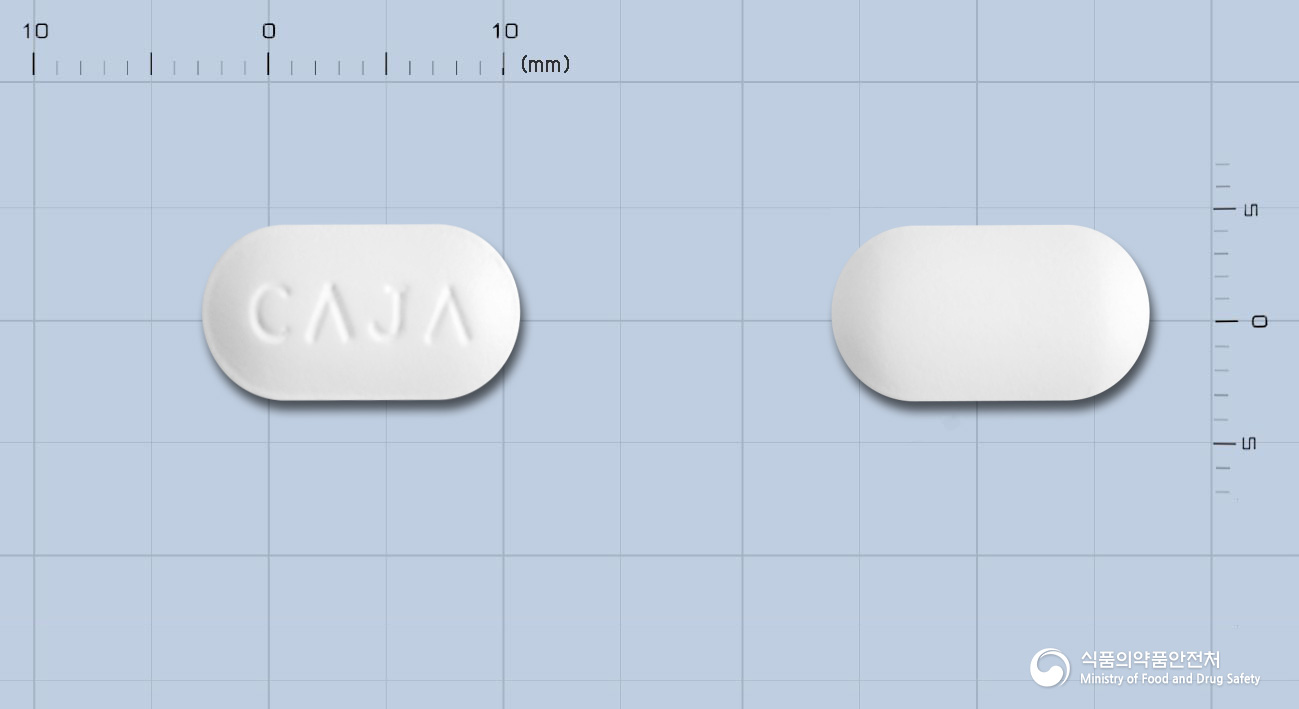 10 0 10 (mm)
CAJA
5
0
5
식품의약품안전처
Ministry of Food and Drug Safety